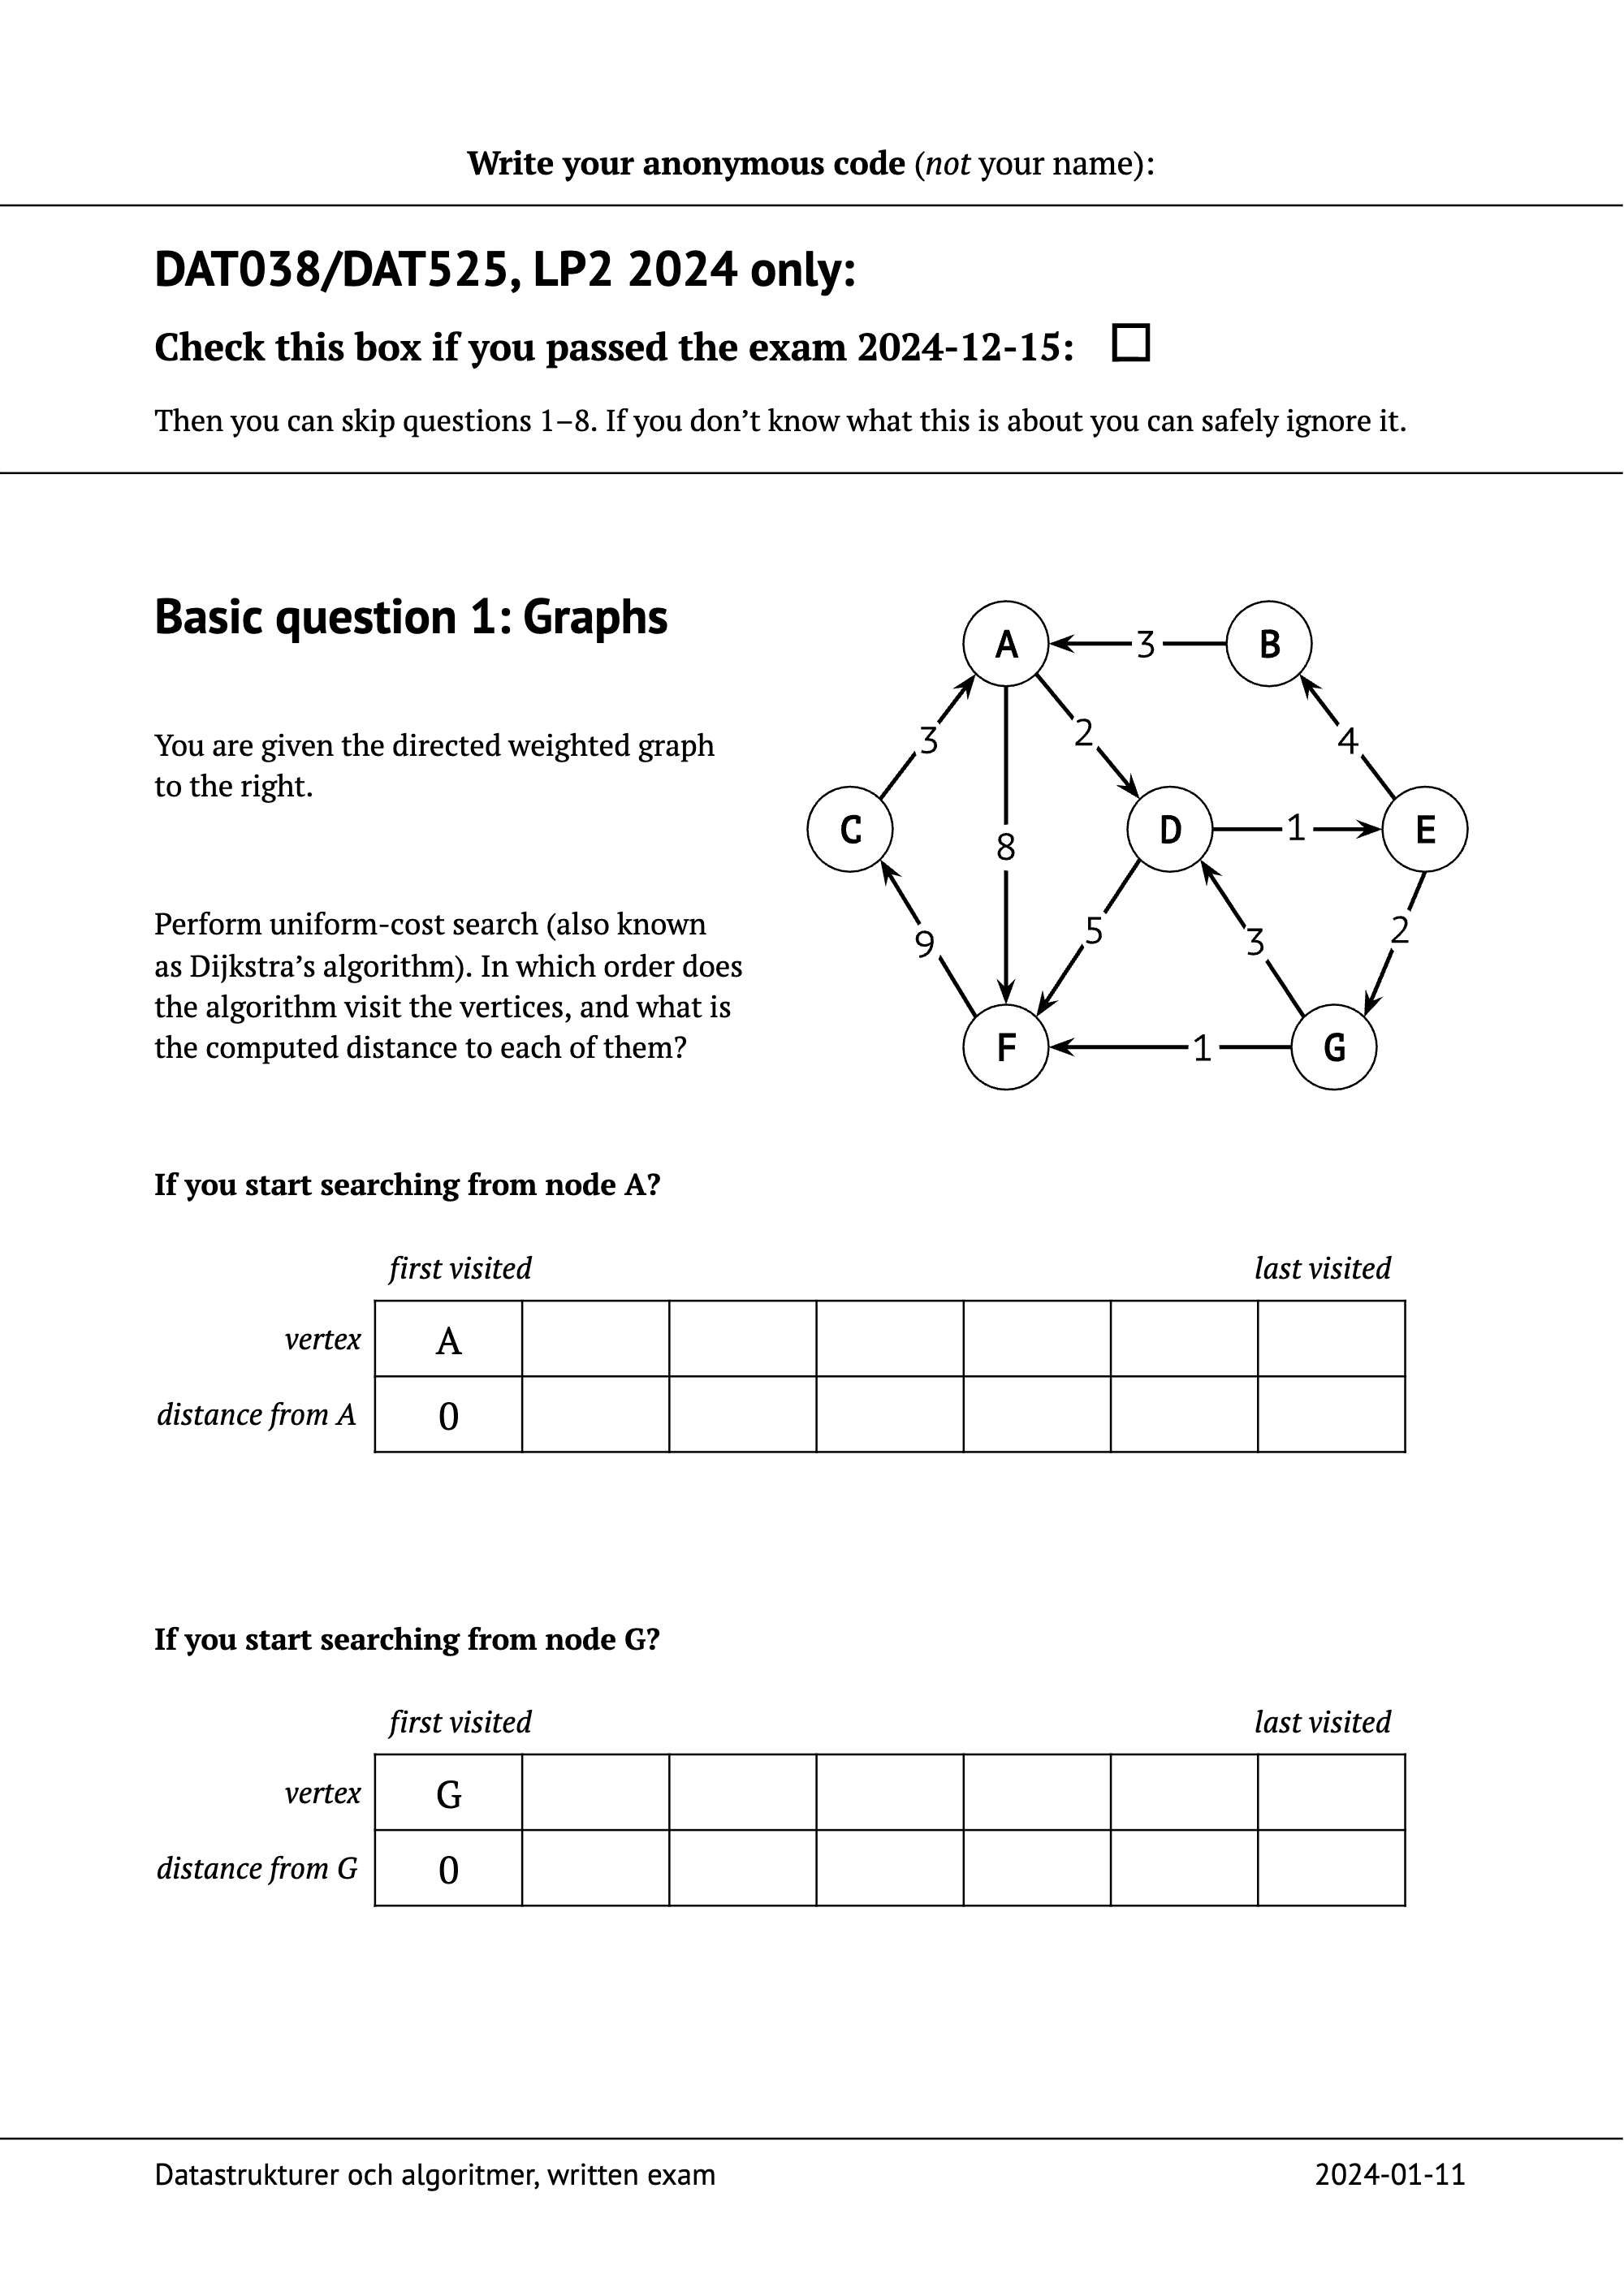 Write your anonymous code (not your name):
DAT038/DAT525, LP2 2024 only:
Check this box if you passed the exam 2024-12-15:
Then you can skip questions 1–8. If you don’t know what this is about you can safely ignore it.
Basic question 1: Graphs
You are given the directed weighted graph
to the right.
Perform uniform-cost search (also known
as Dijkstra’s algorithm). In which order does
the algorithm visit the vertices, and what is
the computed distance to each of them?
A 3 B
3 2 4
C 8 D 1 E
9 5 3 2
F 1 G
If you start searching from node A?
first visited last visited
vertex A
distance from A 0
If you start searching from node G?
first visited last visited
vertex G
distance from G 0
Datastrukturer och algoritmer, written exam 2024-01-11